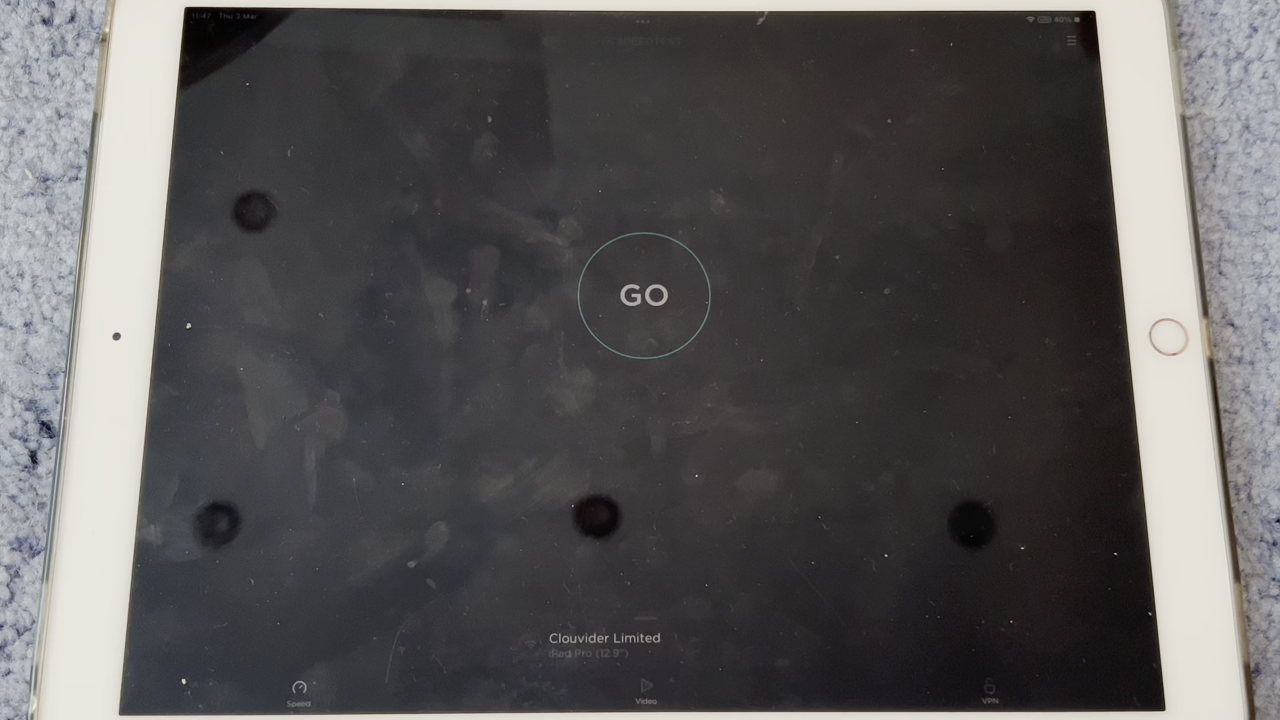 11:47 Thu 3 Mar
40%
GO
Clouvider Limited
iPad Pro (12.9")
Speed
Video
VPN